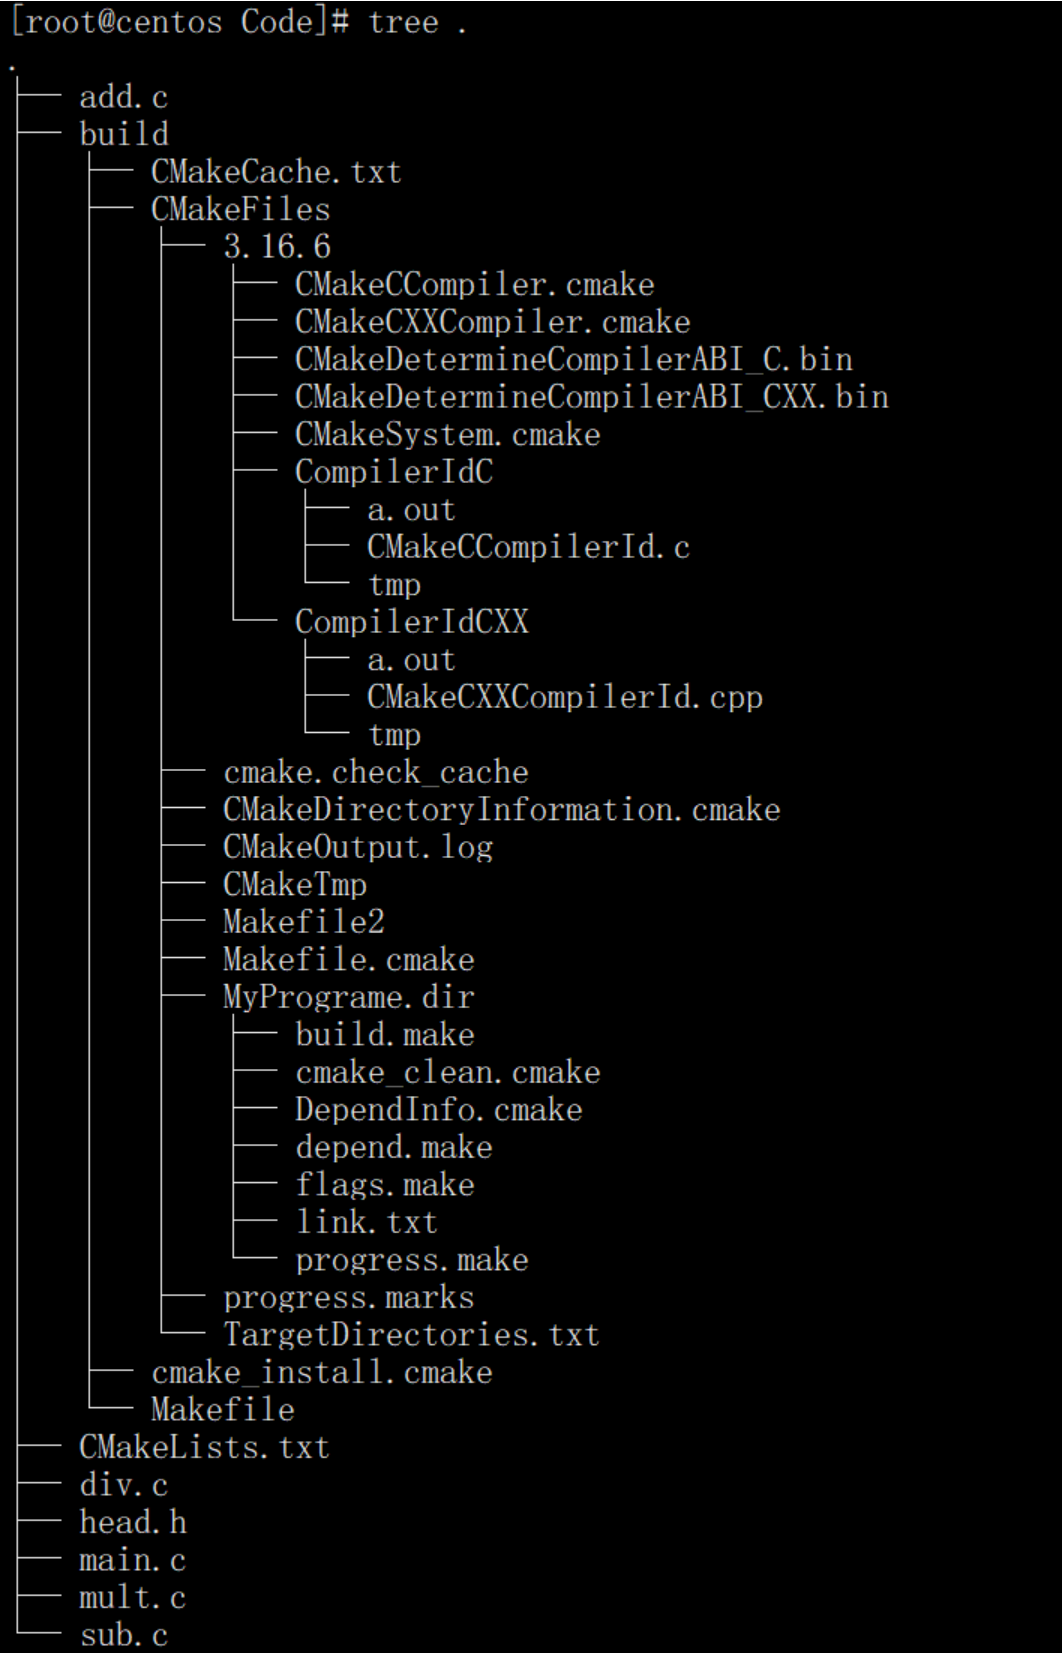 [root@centos Code]# tree .
.
├── add.c
├── build
│   ├── CMakeCache.txt
│   ├── CMakeFiles
│   │   ├── 3.16.6
│   │   │   ├── CMakeCCompiler.cmake
│   │   │   ├── CMakeCXXCompiler.cmake
│   │   │   ├── CMakeDetermineCompilerABI_C.bin
│   │   │   ├── CMakeDetermineCompilerABI_CXX.bin
│   │   │   ├── CMakeSystem.cmake
│   │   │   ├── CompilerIdC
│   │   │   │   ├── a.out
│   │   │   │   ├── CMakeCCompilerId.c
│   │   │   │   └── tmp
│   │   │   └── CompilerIdCXX
│   │   │       ├── a.out
│   │   │       ├── CMakeCXXCompilerId.cpp
│   │   │       └── tmp
│   │   ├── cmake.check_cache
│   │   ├── CMakeDirectoryInformation.cmake
│   │   ├── CMakeOutput.log
│   │   ├── CMakeTmp
│   │   ├── Makefile2
│   │   ├── Makefile.cmake
│   │   ├── MyPrograme.dir
│   │   │   ├── build.make
│   │   │   ├── cmake_clean.cmake
│   │   │   ├── DependInfo.cmake
│   │   │   ├── depend.make
│   │   │   ├── flags.make
│   │   │   ├── link.txt
│   │   │   └── progress.make
│   │   ├── progress.marks
│   │   └── TargetDirectories.txt
│   ├── cmake_install.cmake
│   └── Makefile
├── CMakeLists.txt
├── div.c
├── head.h
├── main.c
├── mult.c
└── sub.c